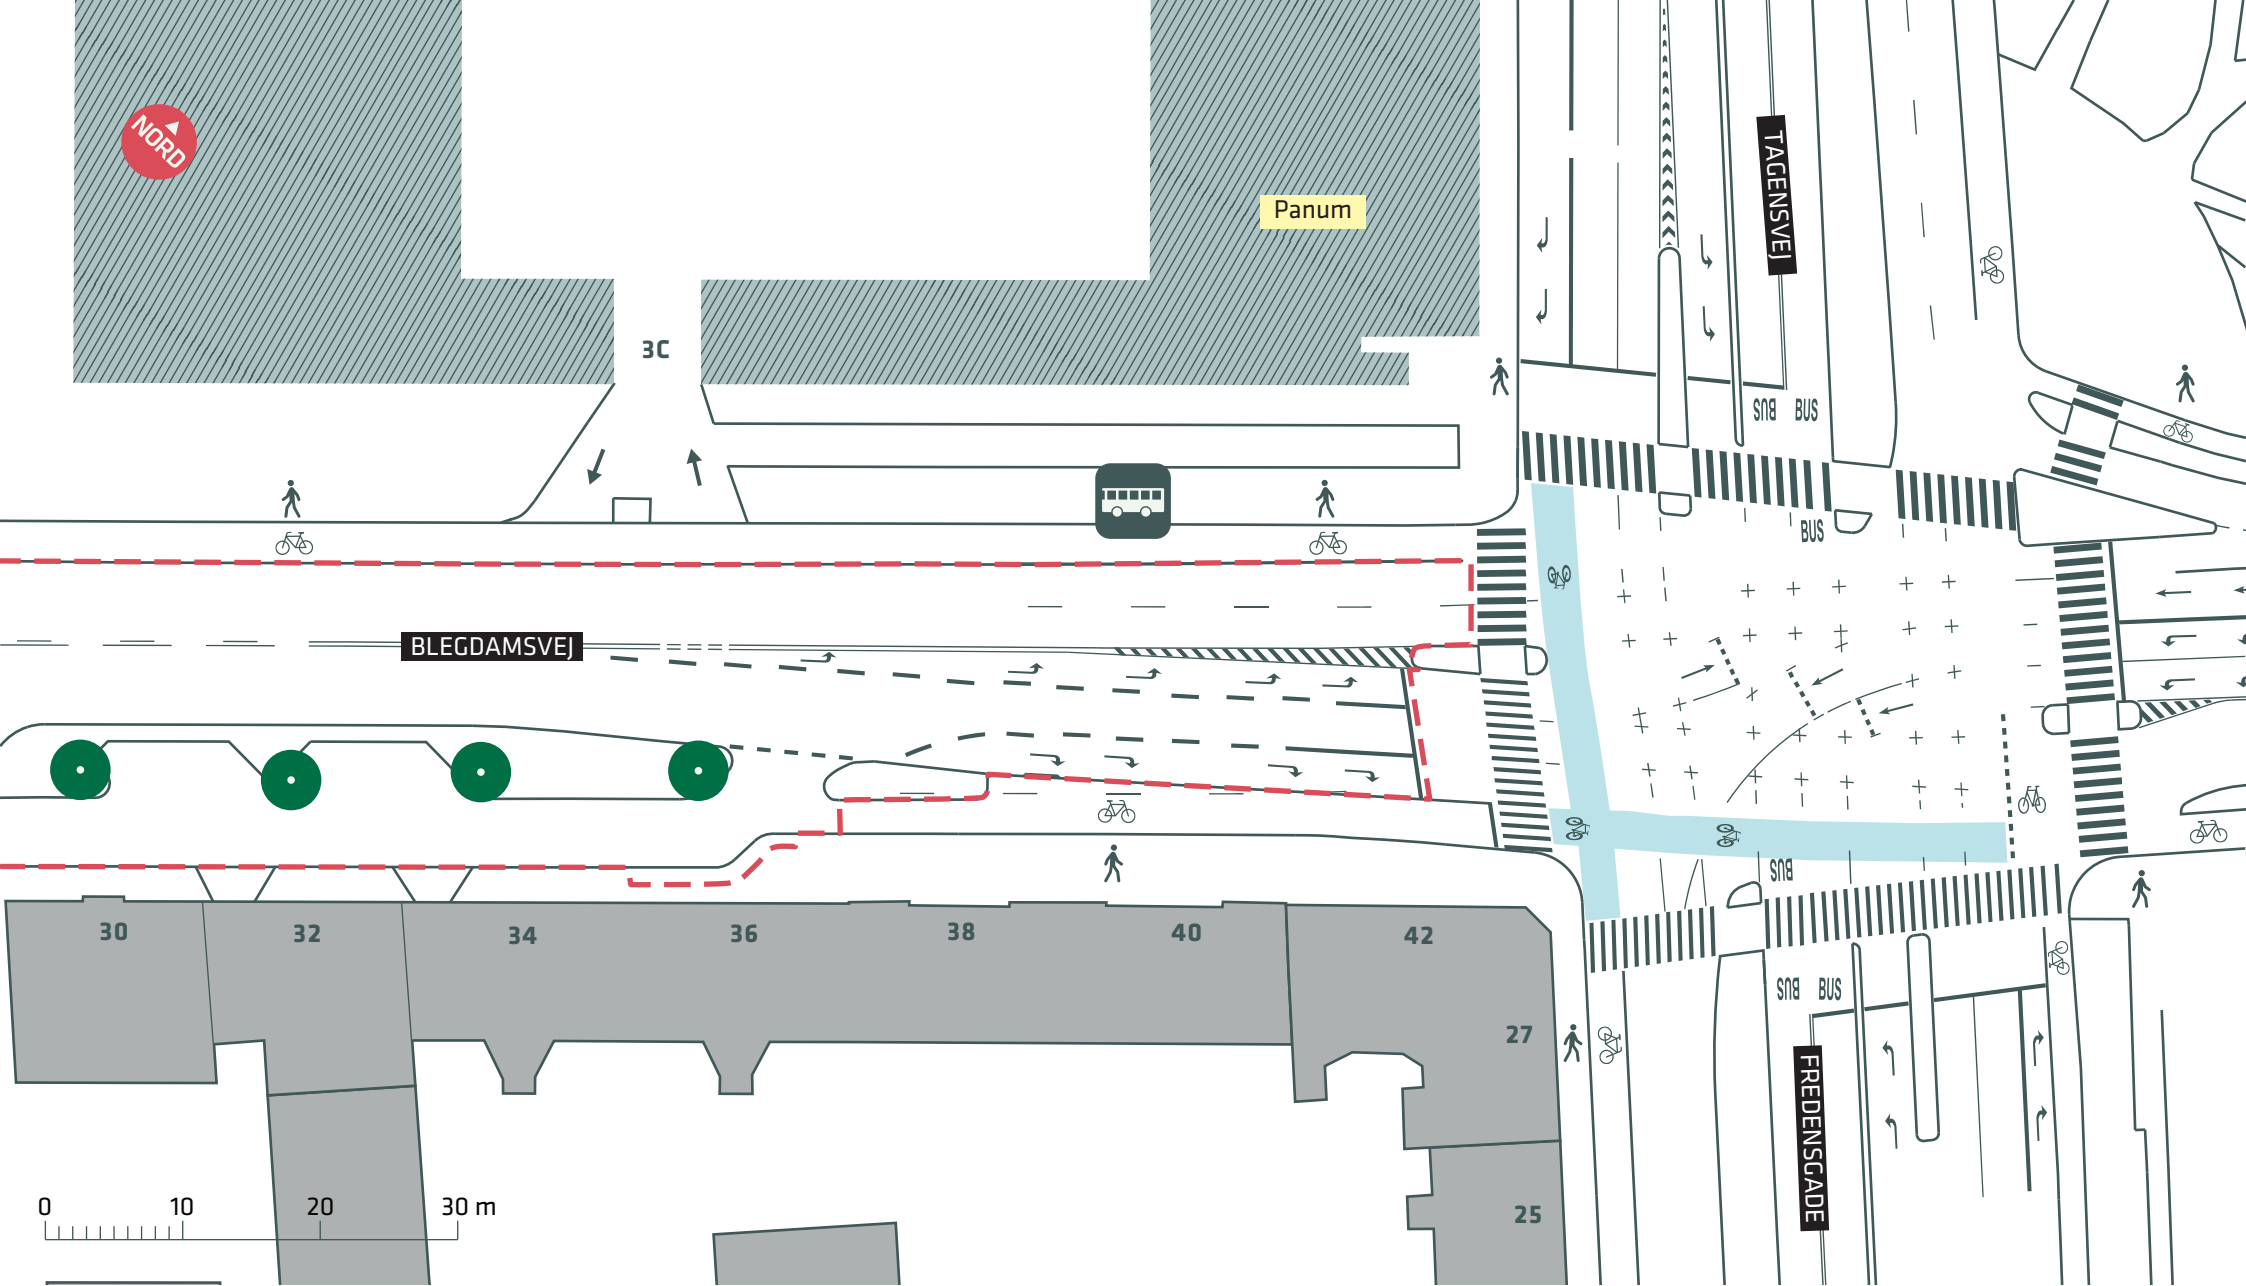 NORD
TAGENSVEJ
Panum
3C
BUS BUS
BUS
BLEGDAMSVEJ
BUS
30
32
34
36
38
40
42
BUS BUS
27
FREDENSGADE
25
0 10 20 30 m